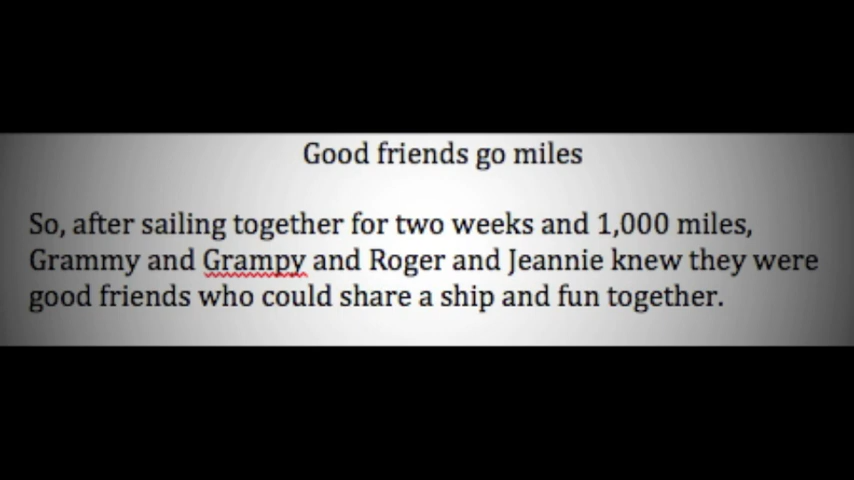 Good friends go miles
So, after sailing together for two weeks and 1,000 miles,
Grammy and Grampy and Roger and Jeannie knew they were
good friends who could share a ship and fun together.